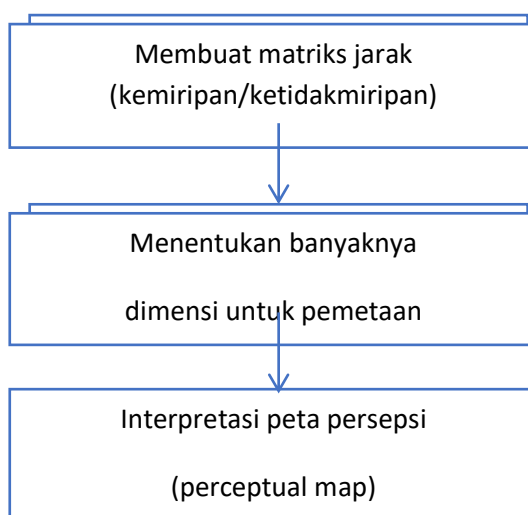 Membuat matriks jarak
(kemiripan/ketidakmiripan)
Menentukan banyaknya
dimensi untuk pemetaan
Interpretasi peta persepsi
(perceptual map)